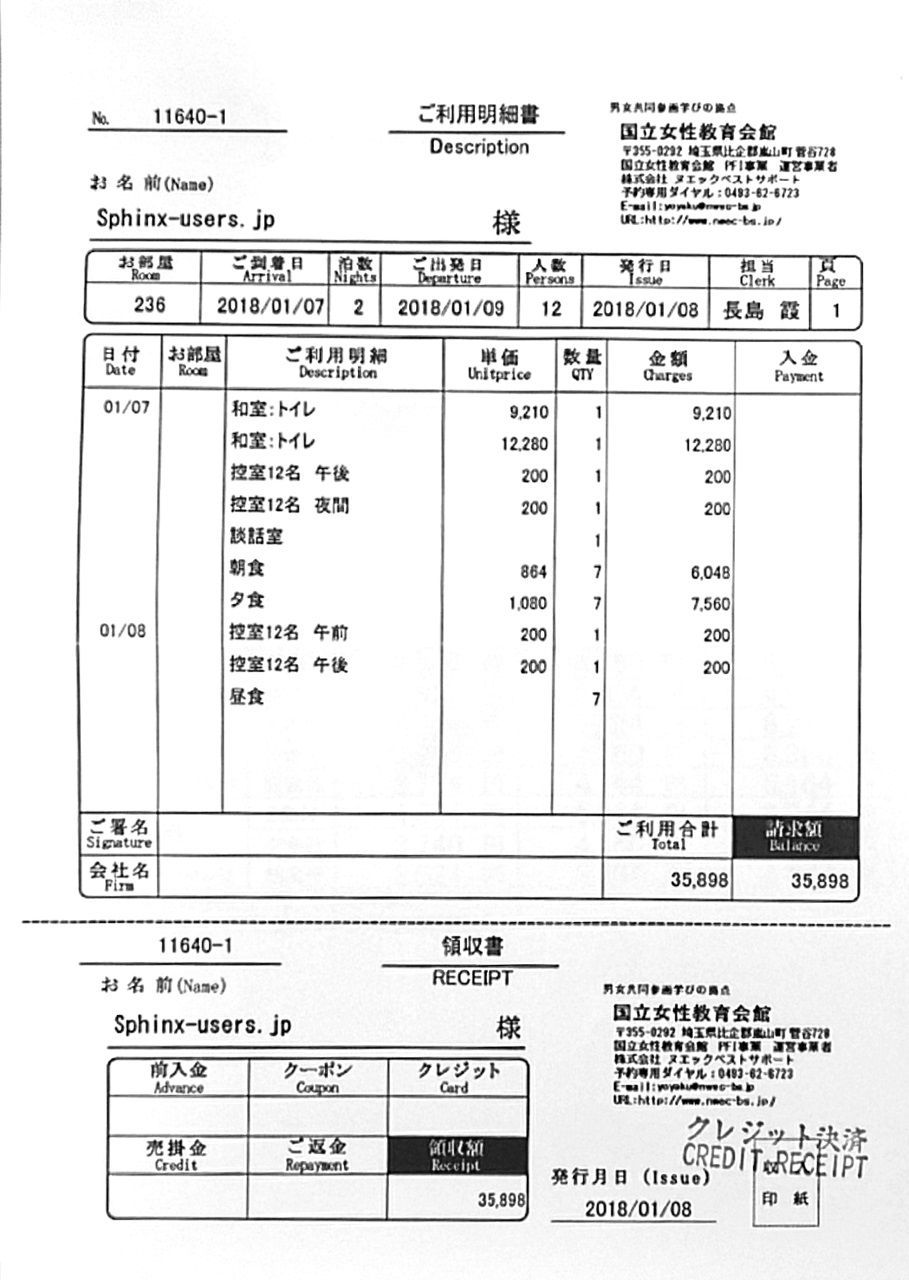 No. 11640-1
ご利用明細書
Description
男女共同参画学びの拠点
国立女性教育会館
〒355-0292 埼玉県比企郡嵐山町菅谷728
国立女性教育会館 PFI事業 運営事業者
株式会社 ヌエックベストサポート
予約専用ダイヤル:0493-62-6723
E-mail:yoyaku@nwec-bs.jp
URL:http://www.nwec-bs.jp/
お名前(Name)
Sphinx-users.jp 様
お部屋 ご到着日 泊数 ご出発日 人数 発行日 担当 頁
Room Arrival Nights Departure Persons Issue Clerk Page
236 2018/01/07 2 2018/01/09 12 2018/01/08 長島 霞 1
日付 お部屋 ご利用明細 単価 数量 金額 入金
Date Room Description Unitprice QTY Charges Payment
01/07 和室:トイレ 9,210 1 9,210
和室:トイレ 12,280 1 12,280
控室12名 午後 200 1 200
控室12名 夜間 200 1 200
談話室 1
朝食 864 7 6,048
夕食 1,080 7 7,560
01/08 控室12名 午前 200 1 200
控室12名 午後 200 1 200
昼食 7
ご署名 ご利用合計 請求額
Signature Total Balance
会社名 35,898 35,898
Firm
11640-1
領収書
RECEIPT
お名前(Name)
Sphinx-users.jp 様
男女共同参画学びの拠点
国立女性教育会館
〒355-0292 埼玉県比企郡嵐山町菅谷728
国立女性教育会館 PFI事業 運営事業者
株式会社 ヌエックベストサポート
予約専用ダイヤル:0493-62-6723
E-mail:yoyaku@nwec-bs.jp
URL:http://www.nwec-bs.jp/
前入金 クーポン クレジット
Advance Coupon Card
売掛金 ご返金 領収額
Credit Repayment Receipt
35,898
クレジット決済
CREDIT RECEIPT
発行月日 (Issue)
2018/01/08
収入
印紙